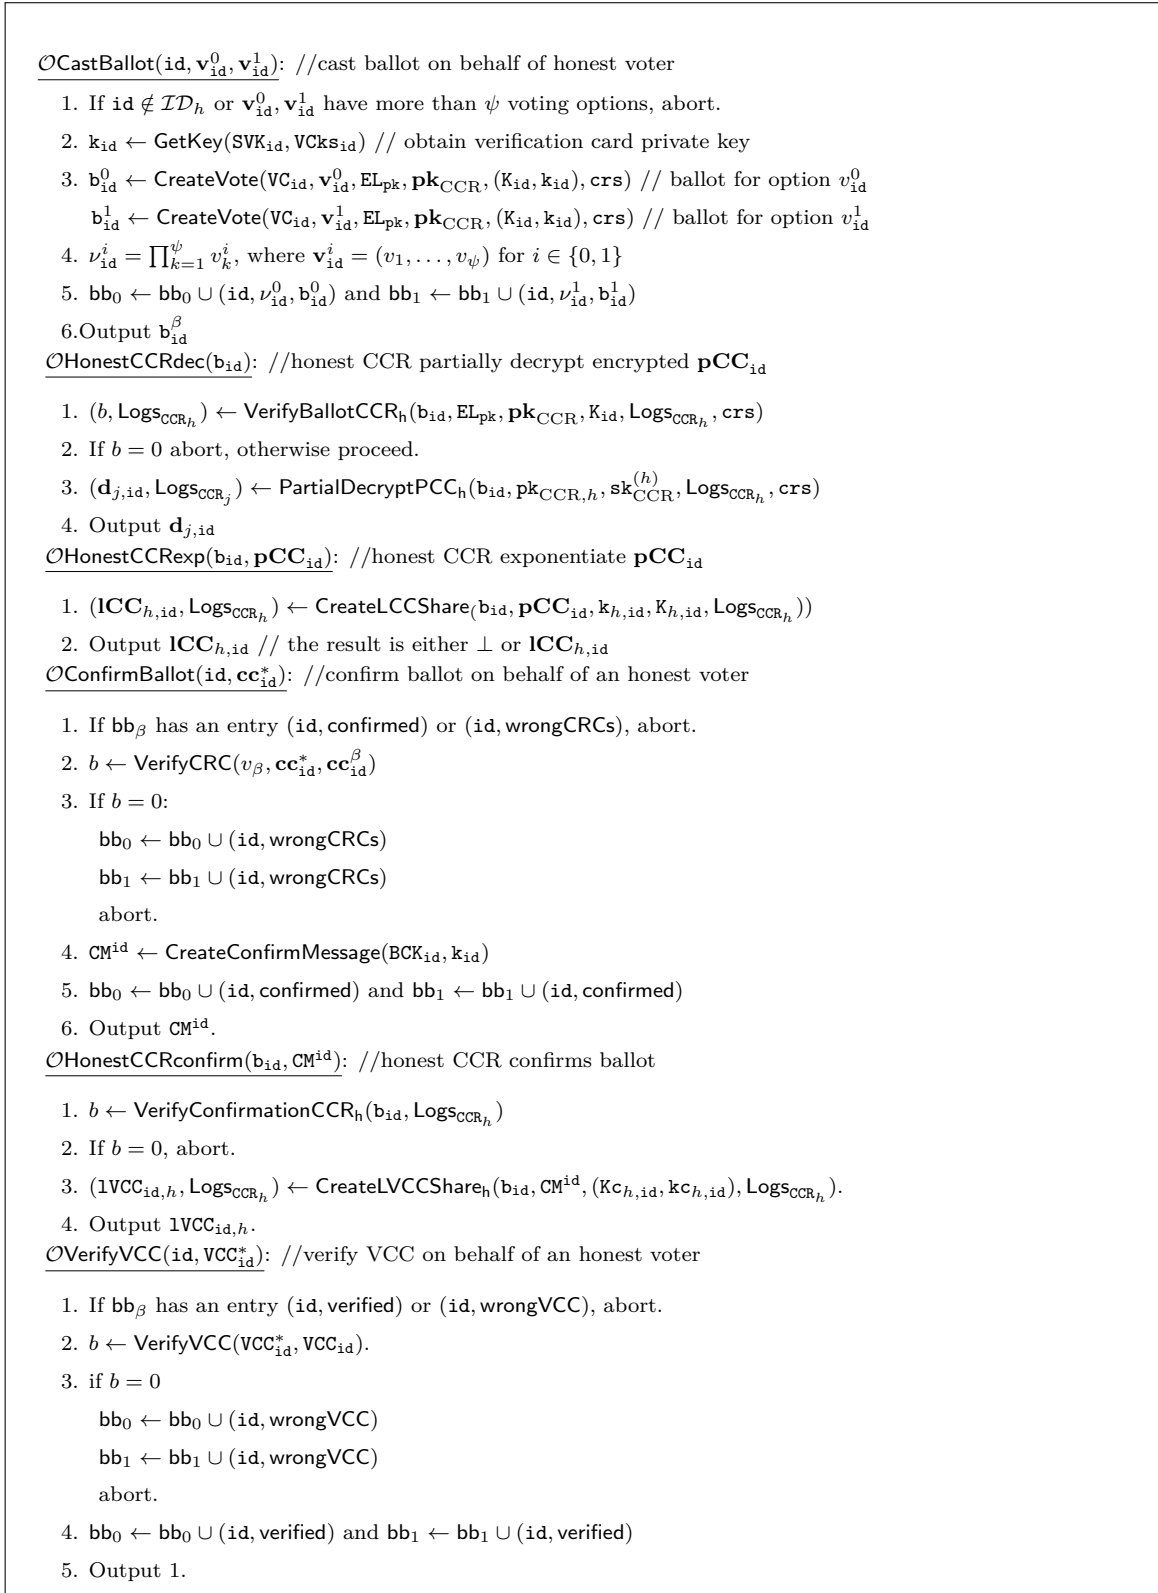 𝒪CastBallot(id, v⁰_id, v¹_id): //cast ballot on behalf of honest voter
1. If id ∉ ℐ𝒟_h or v⁰_id, v¹_id have more than ψ voting options, abort.
2. k_id ← GetKey(SVK_id, VCks_id) // obtain verification card private key
3. b⁰_id ← CreateVote(VC_id, v⁰_id, EL_pk, pk_CCR, (K_id, k_id), crs) // ballot for option v⁰_id
b¹_id ← CreateVote(VC_id, v¹_id, EL_pk, pk_CCR, (K_id, k_id), crs) // ballot for option v¹_id
4. ν^i_id = ∏^ψ_{k=1} v^i_k, where v^i_id = (v_1, …, v_ψ) for i ∈ {0, 1}
5. bb_0 ← bb_0 ∪ (id, ν⁰_id, b⁰_id) and bb_1 ← bb_1 ∪ (id, ν¹_id, b¹_id)
6.Output b^β_id
𝒪HonestCCRdec(b_id): //honest CCR partially decrypt encrypted pCC_id
1. (b, Logs_CCR_h) ← VerifyBallotCCR_h(b_id, EL_pk, pk_CCR, K_id, Logs_CCR_h, crs)
2. If b = 0 abort, otherwise proceed.
3. (d_{j,id}, Logs_CCR_j) ← PartialDecryptPCC_h(b_id, pk_{CCR,h}, sk^{(h)}_CCR, Logs_CCR_h, crs)
4. Output d_{j,id}
𝒪HonestCCRexp(b_id, pCC_id): //honest CCR exponentiate pCC_id
1. (lCC_{h,id}, Logs_CCR_h) ← CreateLCCShare_(b_id, pCC_id, k_{h,id}, K_{h,id}, Logs_CCR_h))
2. Output lCC_{h,id} // the result is either ⊥ or lCC_{h,id}
𝒪ConfirmBallot(id, cc*_id): //confirm ballot on behalf of an honest voter
1. If bb_β has an entry (id, confirmed) or (id, wrongCRCs), abort.
2. b ← VerifyCRC(v_β, cc*_id, cc^β_id)
3. If b = 0:
bb_0 ← bb_0 ∪ (id, wrongCRCs)
bb_1 ← bb_1 ∪ (id, wrongCRCs)
abort.
4. CM^id ← CreateConfirmMessage(BCK_id, k_id)
5. bb_0 ← bb_0 ∪ (id, confirmed) and bb_1 ← bb_1 ∪ (id, confirmed)
6. Output CM^id.
𝒪HonestCCRconfirm(b_id, CM^id): //honest CCR confirms ballot
1. b ← VerifyConfirmationCCR_h(b_id, Logs_CCR_h)
2. If b = 0, abort.
3. (lVCC_{id,h}, Logs_CCR_h) ← CreateLVCCShare_h(b_id, CM^id, (Kc_{h,id}, kc_{h,id}), Logs_CCR_h).
4. Output lVCC_{id,h}.
𝒪VerifyVCC(id, VCC*_id): //verify VCC on behalf of an honest voter
1. If bb_β has an entry (id, verified) or (id, wrongVCC), abort.
2. b ← VerifyVCC(VCC*_id, VCC_id).
3. if b = 0
bb_0 ← bb_0 ∪ (id, wrongVCC)
bb_1 ← bb_1 ∪ (id, wrongVCC)
abort.
4. bb_0 ← bb_0 ∪ (id, verified) and bb_1 ← bb_1 ∪ (id, verified)
5. Output 1.